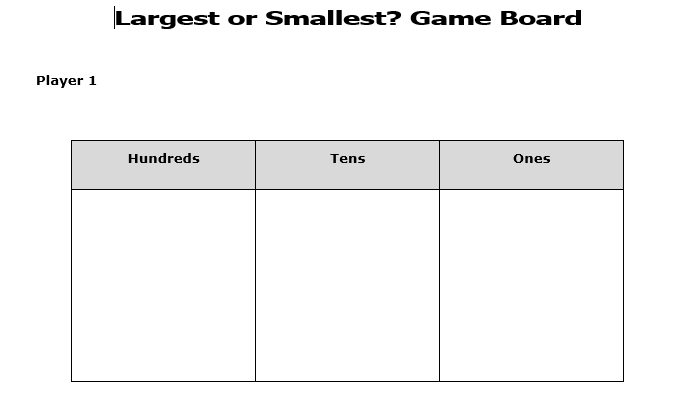 Largest or Smallest? Game Board
Player 1
Hundreds Tens Ones